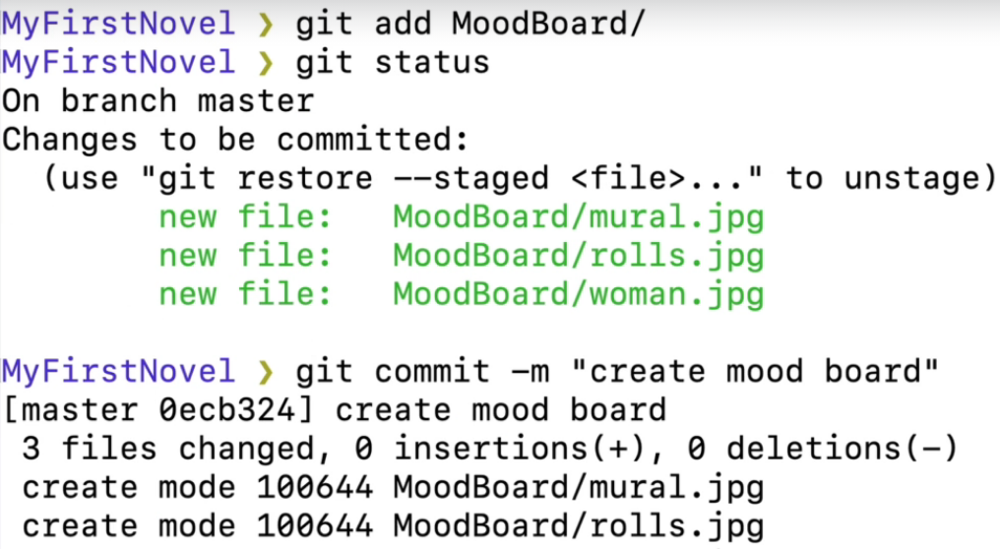 MyFirstNovel ❯ git add MoodBoard/
MyFirstNovel ❯ git status
On branch master
Changes to be committed:
  (use "git restore --staged <file>..." to unstage)
        new file:   MoodBoard/mural.jpg
        new file:   MoodBoard/rolls.jpg
        new file:   MoodBoard/woman.jpg

MyFirstNovel ❯ git commit -m "create mood board"
[master 0ecb324] create mood board
 3 files changed, 0 insertions(+), 0 deletions(-)
 create mode 100644 MoodBoard/mural.jpg
 create mode 100644 MoodBoard/rolls.jpg